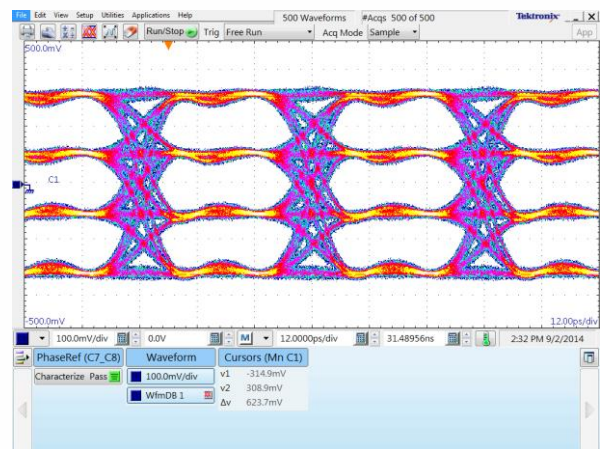 File Edit View Setup Utilities Applications Help 500 Waveforms #Acqs 500 of 500 Tektronix
Run/Stop Trig Free Run Acq Mode Sample App
500.0mV
C1
-500.0mV 12.00ps/div
100.0mV/div 0.0V M 12.0000ps/div 31.48956ns 2:32 PM 9/2/2014
PhaseRef (C7_C8) Waveform Cursors (Mn C1)
Characterize Pass 100.0mV/div v1 -314.9mV
WfmDB 1 v2 308.9mV
Δv 623.7mV